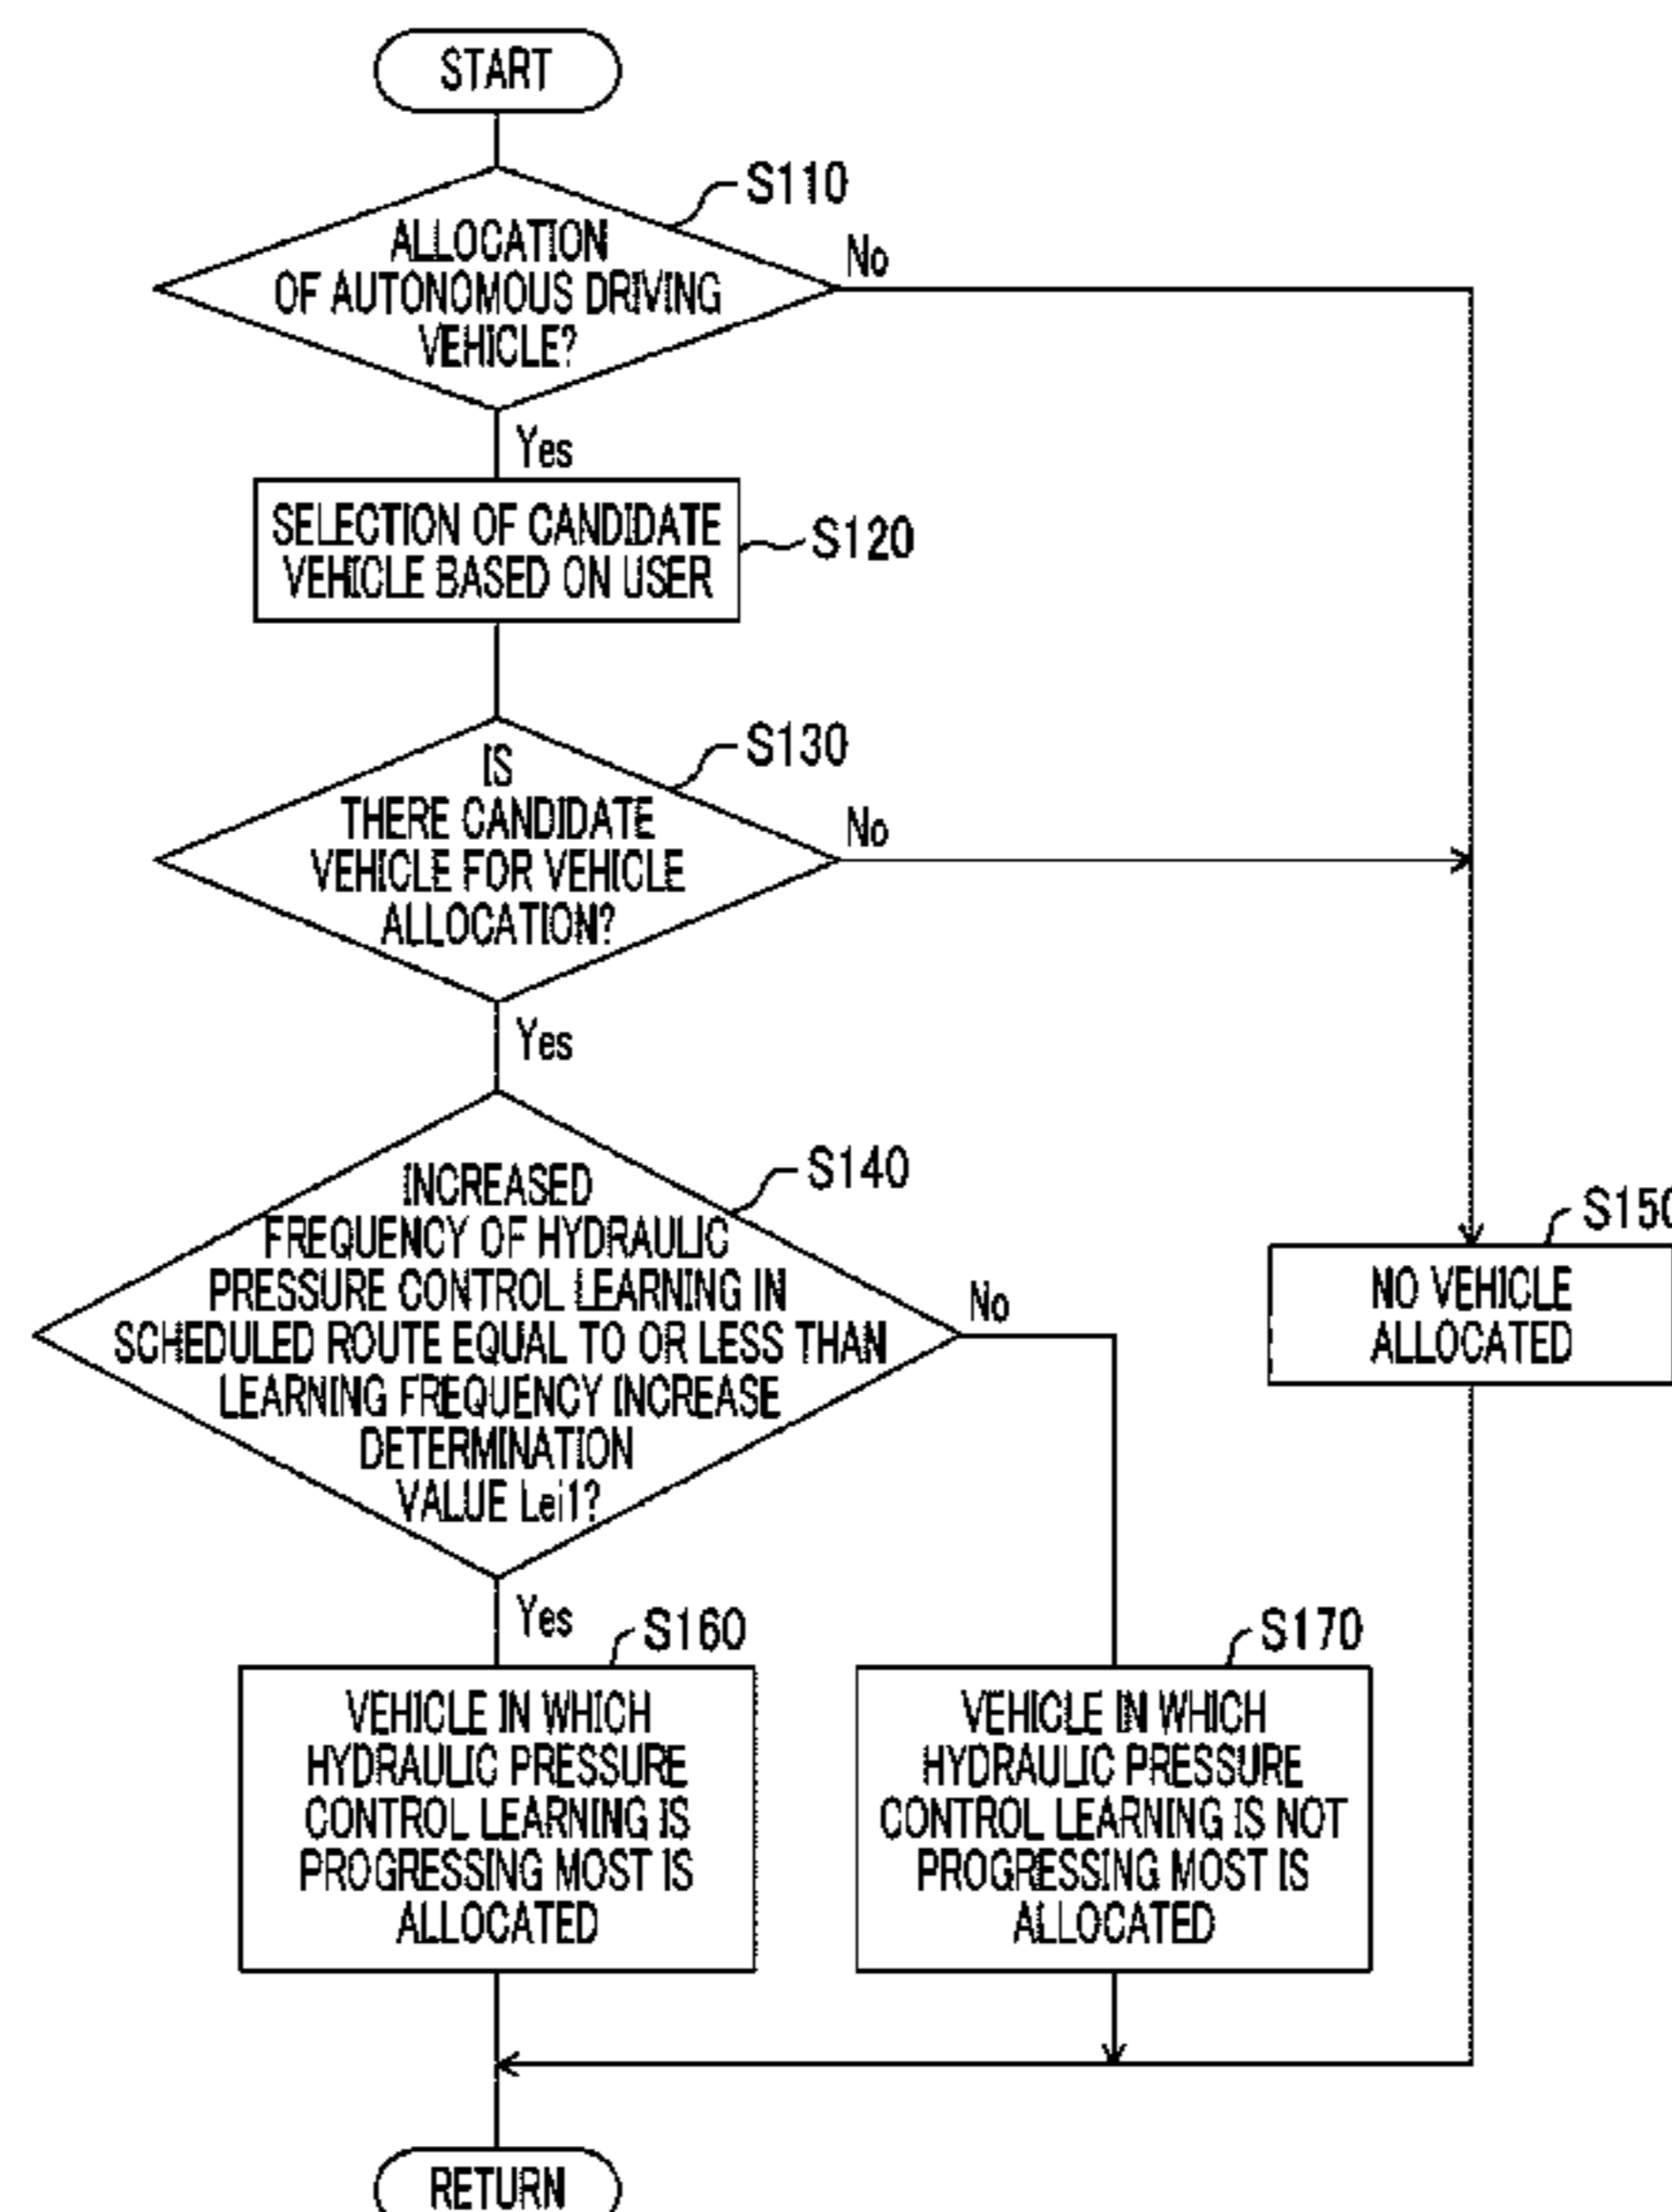 START
S110
ALLOCATION
OF AUTONOMOUS DRIVING
VEHICLE?
No
Yes
SELECTION OF CANDIDATE
VEHICLE BASED ON USER
S120
S130
IS
THERE CANDIDATE
VEHICLE FOR VEHICLE
ALLOCATION?
No
Yes
S140
INCREASED
FREQUENCY OF HYDRAULIC
PRESSURE CONTROL LEARNING IN
SCHEDULED ROUTE EQUAL TO OR LESS THAN
LEARNING FREQUENCY INCREASE
DETERMINATION
VALUE Lei1?
No
S150
NO VEHICLE
ALLOCATED
Yes
S160
VEHICLE IN WHICH
HYDRAULIC PRESSURE
CONTROL LEARNING IS
PROGRESSING MOST IS
ALLOCATED
S170
VEHICLE IN WHICH
HYDRAULIC PRESSURE
CONTROL LEARNING IS NOT
PROGRESSING MOST IS
ALLOCATED
RETURN